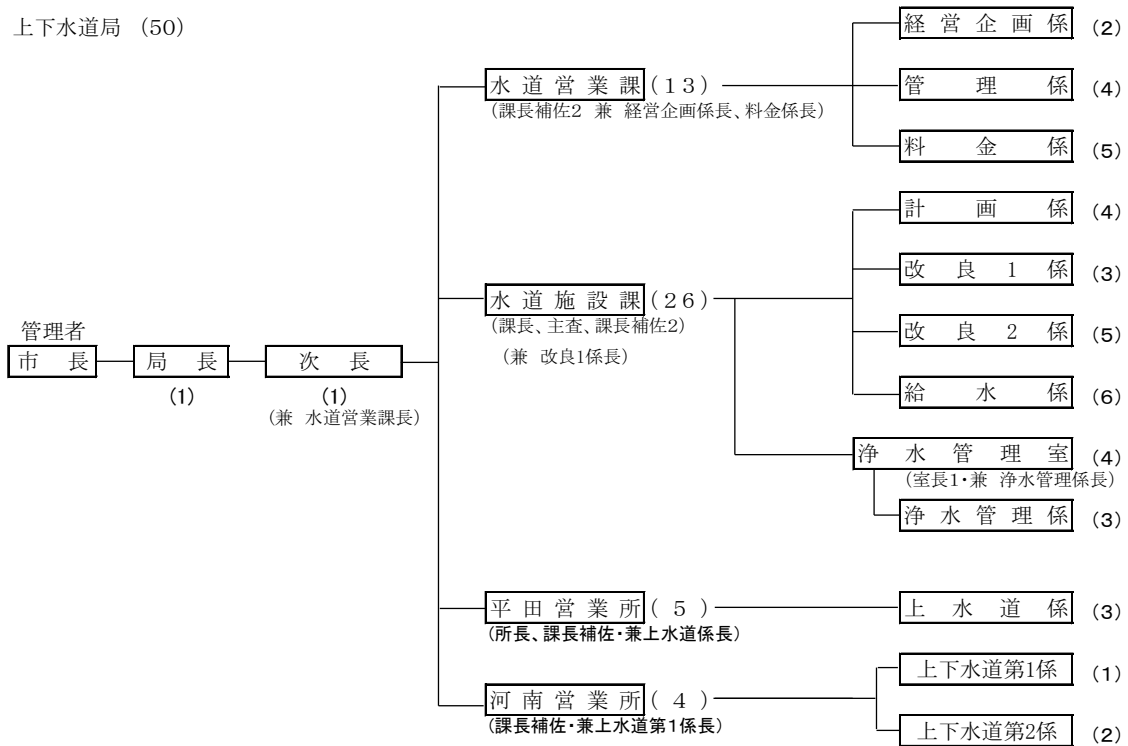 上下水道局 (50)
経営企画係 (2)
水道営業課 (13)
(課長補佐2 兼 経営企画係長、料金係長)
管理係 (4)
料金係 (5)
計画係 (4)
改良1係 (3)
水道施設課 (26)
(課長、主査、課長補佐2)
(兼 改良1係長)
改良2係 (5)
管理者
市長
局長
(1)
次長
(1)
(兼 水道営業課長)
給水係 (6)
浄水管理室 (4)
(室長1・兼 浄水管理係長)
浄水管理係 (3)
平田営業所 (5)
(所長、課長補佐・兼上水道係長)
上水道係 (3)
河南営業所 (4)
(課長補佐・兼上水道第1係長)
上下水道第1係 (1)
上下水道第2係 (2)